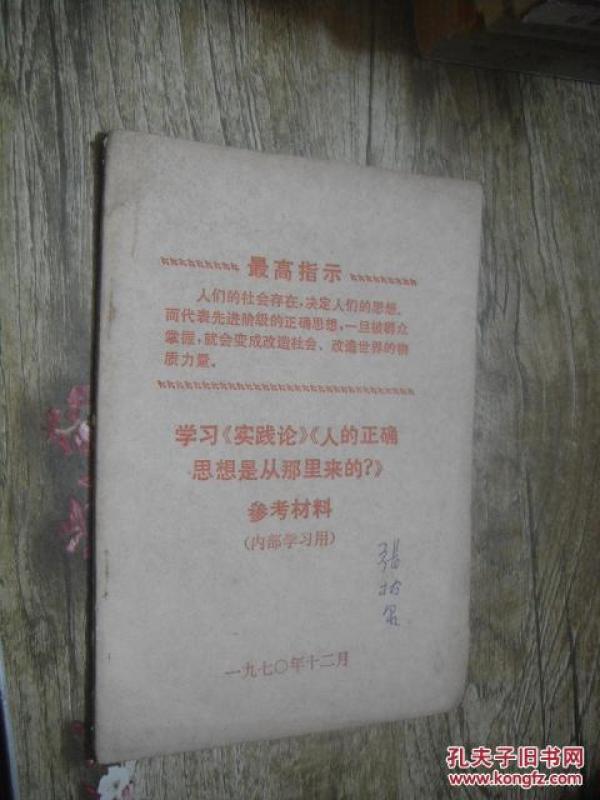 最高指示
人们的社会存在，决定人们的思想。
而代表先进阶级的正确思想，一旦被群众
掌握，就会变成改造社会、改造世界的物
质力量。
学习《实践论》《人的正确
思想是从那里来的？》
参考材料
（内部学习用）
張
一九七〇年十二月
孔夫子旧书网
www.kongfz.com